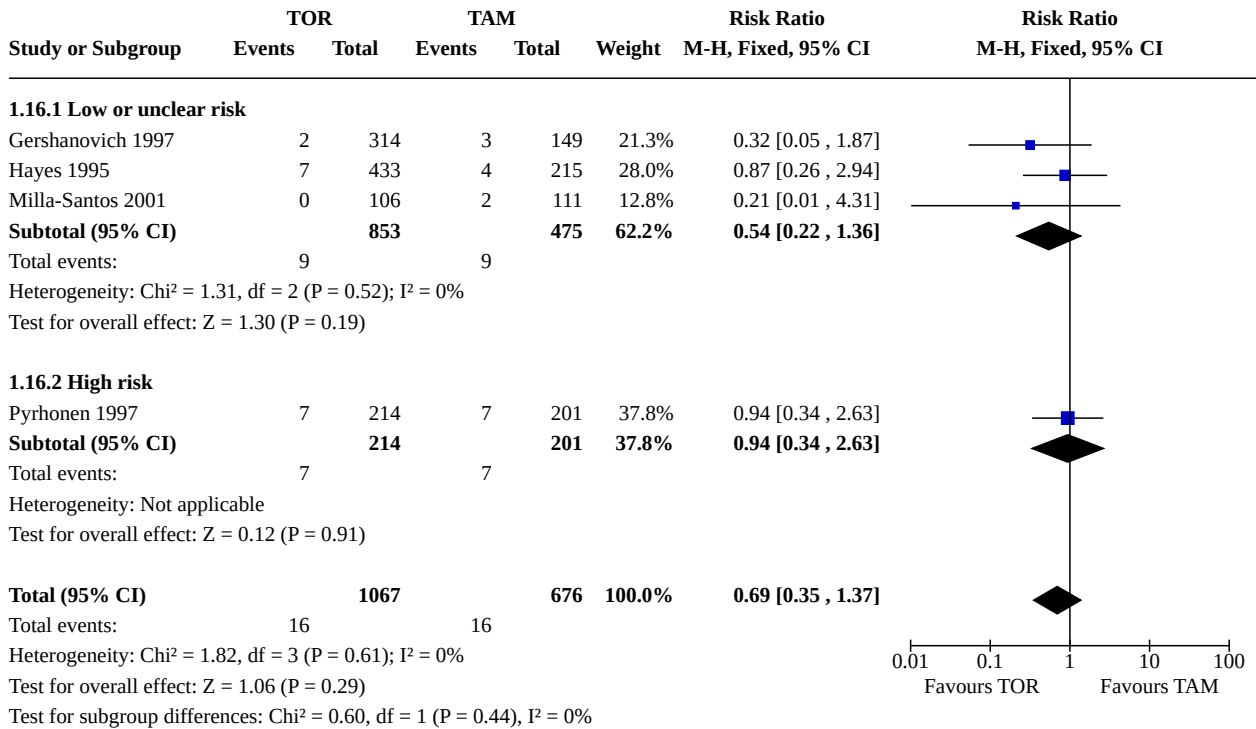 TOR TAM Risk Ratio Risk Ratio
Study or Subgroup Events Total Events Total Weight M-H, Fixed, 95% CI M-H, Fixed, 95% CI
1.16.1 Low or unclear risk
Gershanovich 1997 2 314 3 149 21.3% 0.32 [0.05 , 1.87]
Hayes 1995 7 433 4 215 28.0% 0.87 [0.26 , 2.94]
Milla-Santos 2001 0 106 2 111 12.8% 0.21 [0.01 , 4.31]
Subtotal (95% CI) 853 475 62.2% 0.54 [0.22 , 1.36]
Total events: 9 9
Heterogeneity: Chi² = 1.31, df = 2 (P = 0.52); I² = 0%
Test for overall effect: Z = 1.30 (P = 0.19)
1.16.2 High risk
Pyrhonen 1997 7 214 7 201 37.8% 0.94 [0.34 , 2.63]
Subtotal (95% CI) 214 201 37.8% 0.94 [0.34 , 2.63]
Total events: 7 7
Heterogeneity: Not applicable
Test for overall effect: Z = 0.12 (P = 0.91)
Total (95% CI) 1067 676 100.0% 0.69 [0.35 , 1.37]
Total events: 16 16
Heterogeneity: Chi² = 1.82, df = 3 (P = 0.61); I² = 0%
0.01 0.1 1 10 100
Test for overall effect: Z = 1.06 (P = 0.29)
Favours TOR Favours TAM
Test for subgroup differences: Chi² = 0.60, df = 1 (P = 0.44), I² = 0%